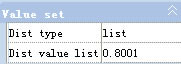 Value set
Dist type list
Dist value list 0.8001